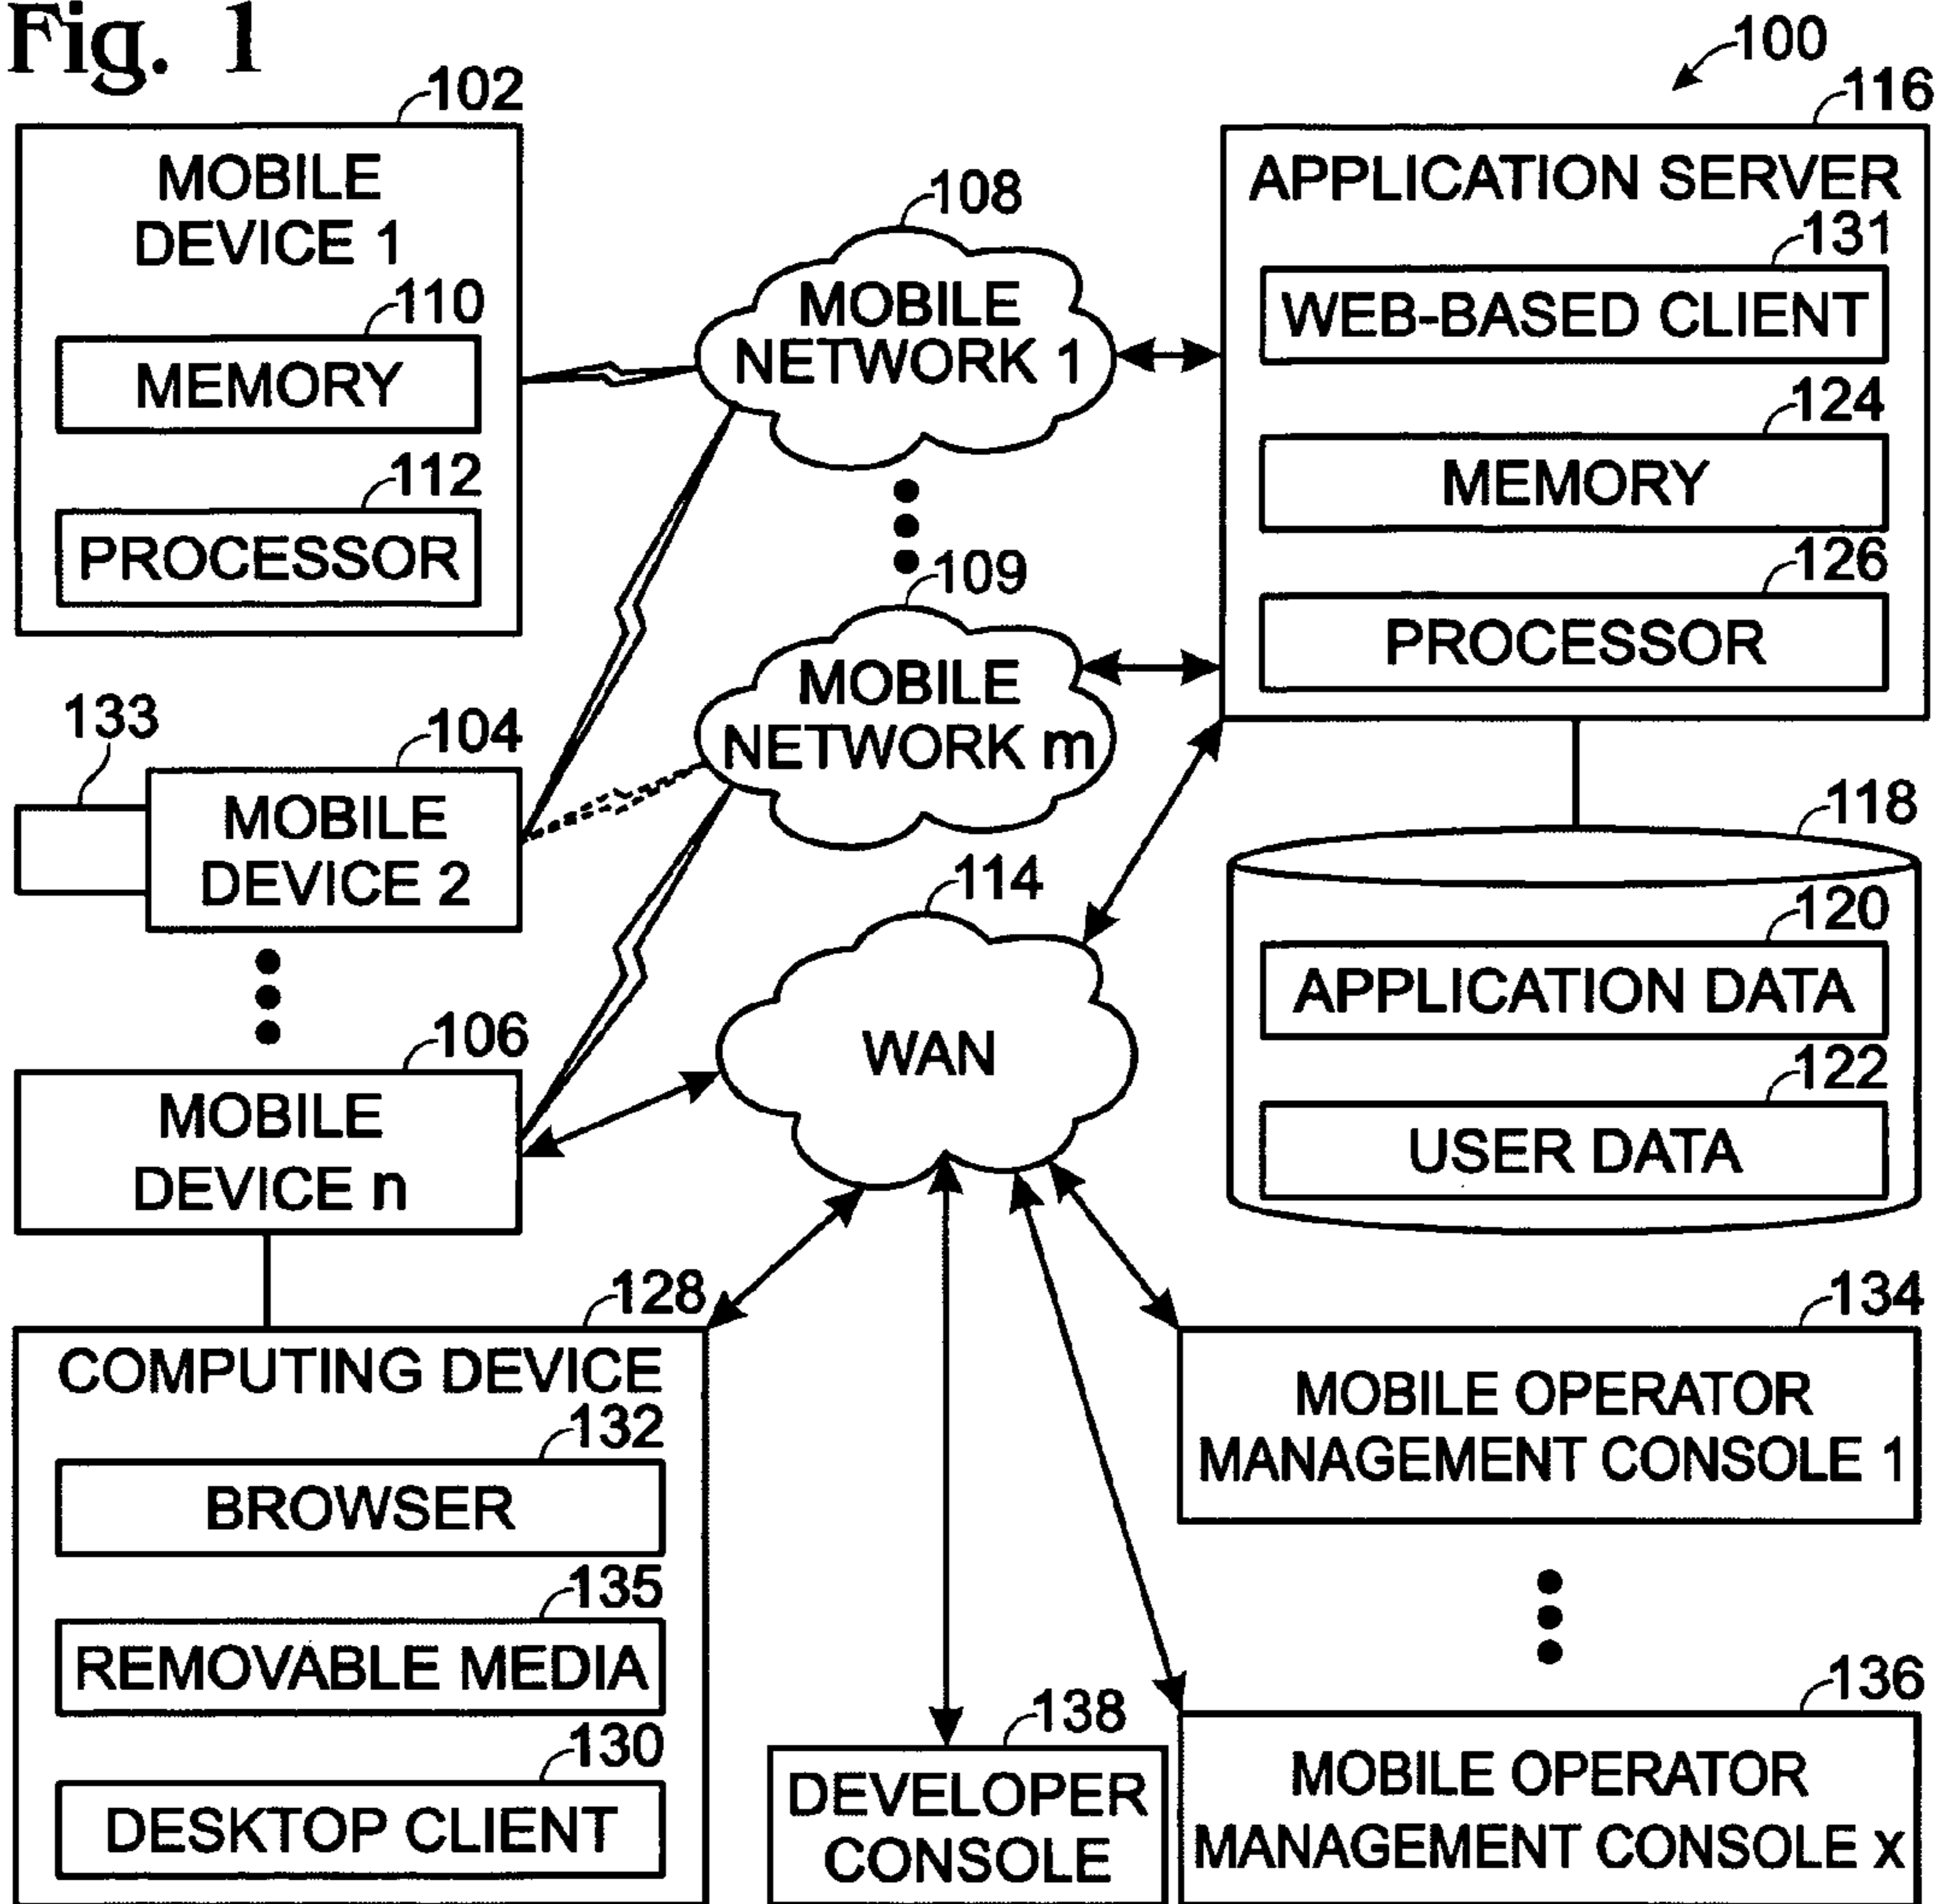 Fig. 1
100
102
MOBILE
DEVICE 1
110
MEMORY
112
PROCESSOR
108
MOBILE
NETWORK 1
109
MOBILE
NETWORK m
116
APPLICATION SERVER
131
WEB-BASED CLIENT
124
MEMORY
126
PROCESSOR
133
104
MOBILE
DEVICE 2
114
WAN
118
120
APPLICATION DATA
122
USER DATA
106
MOBILE
DEVICE n
128
COMPUTING DEVICE
132
BROWSER
135
REMOVABLE MEDIA
130
DESKTOP CLIENT
138
DEVELOPER
CONSOLE
134
MOBILE OPERATOR
MANAGEMENT CONSOLE 1
136
MOBILE OPERATOR
MANAGEMENT CONSOLE x